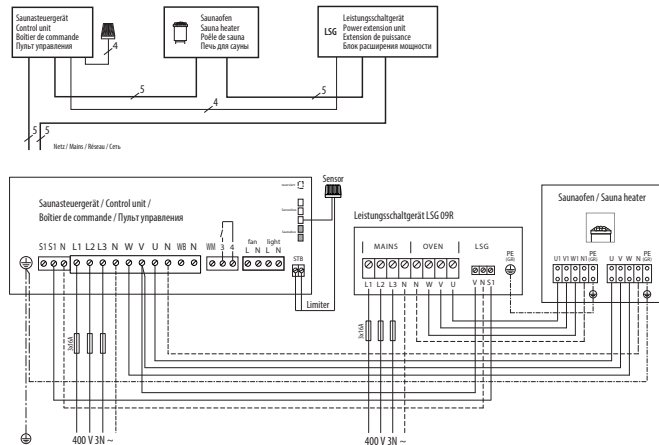 Saunasteuergerät
Control unit
Boîtier de commande
Пульт управления
4
Saunaofen
Sauna heater
Poêle de sauna
Печь для сауны
LSG
Leistungsschaltgerät
Power extension unit
Extension de puissance
Блок расширения мощности
5
5
4
5
5
Netz / Mains / Réseau / Сеть
Saunasteuergerät / Control unit /
Boîtier de commande / Пульт управления
Sensor
S1 S1 N L1 L2 L3 N W V U N WB N
WM 3 4
fan light
L N L N
STB
Limiter
3x16A
400 V 3N ~
Leistungsschaltgerät LSG 09R
MAINS OVEN LSG
PE
(GR)
L1 L2 L3 N N W V U V N S1
3x16A
400 V 3N ~
Saunaofen / Sauna heater
U1 V1 W1 N1 PE
(GR)
U V W N PE
(GR)